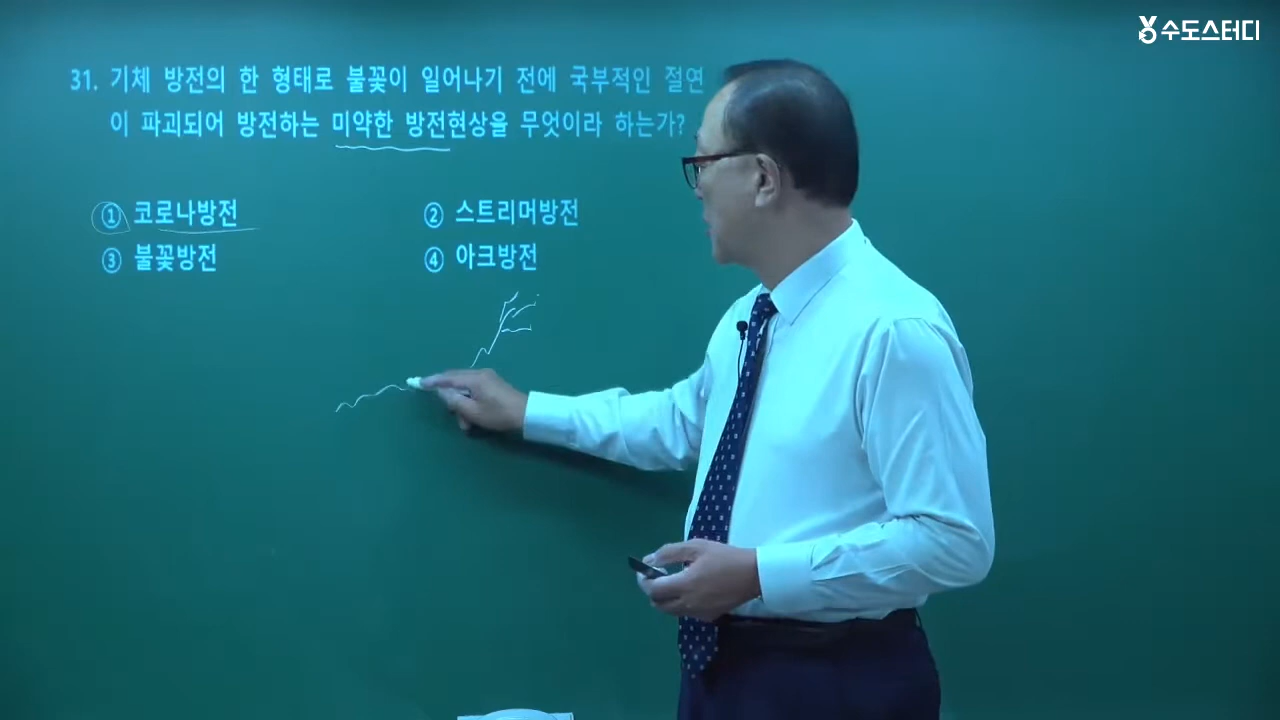 수도스터디
31. 기체 방전의 한 형태로 불꽃이 일어나기 전에 국부적인 절연
이 파괴되어 방전하는 미약한 방전현상을 무엇이라 하는가?
① 코로나방전
② 스트리머방전
③ 불꽃방전
④ 아크방전